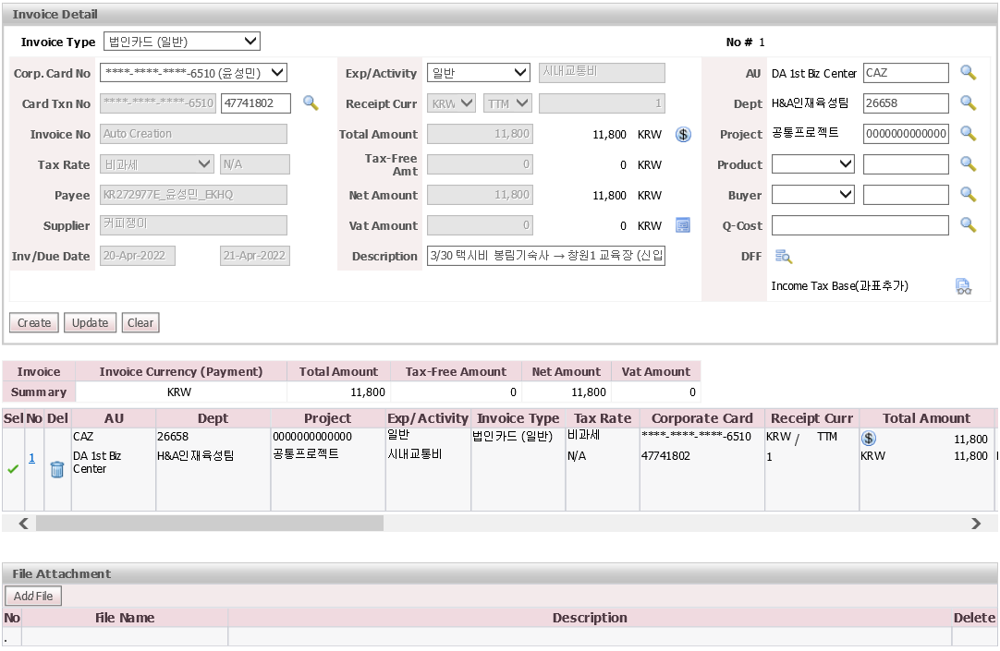 Invoice Detail
Invoice Type 법인카드 (일반) No # 1
Corp. Card No ****-****-****-6510 (윤성민) Exp/Activity 일반 시내교통비 AU DA 1st Biz Center CAZ
Card Txn No ****-****-****-6510 47741802 Receipt Curr KRW TTM 1 Dept H&A인재육성팀 26658
Invoice No Auto Creation Total Amount 11,800 11,800 KRW Project 공통프로젝트 0000000000000
Tax Rate 비과세 N/A Tax-Free Amt 0 0 KRW Product
Payee KR272977E_윤성민_EKHQ Net Amount 11,800 11,800 KRW Buyer
Supplier 커피쟁이 Vat Amount 0 0 KRW Q-Cost
Inv/Due Date 20-Apr-2022 21-Apr-2022 Description 3/30 택시비 봉림기숙사 → 창원1 교육장 (신입 DFF
Income Tax Base(과표추가)
Create Update Clear
Invoice Summary Invoice Currency (Payment) Total Amount Tax-Free Amount Net Amount Vat Amount
KRW 11,800 0 11,800 0
Sel No Del AU Dept Project Exp/Activity Invoice Type Tax Rate Corporate Card Receipt Curr Total Amount
CAZ 26658 0000000000000 일반 법인카드 (일반) 비과세 ****-****-****-6510 KRW / TTM 11,800
1 DA 1st Biz Center H&A인재육성팀 공통프로젝트 시내교통비 N/A 47741802 1 KRW 11,800
File Attachment
Add File
No File Name Description Delete
.